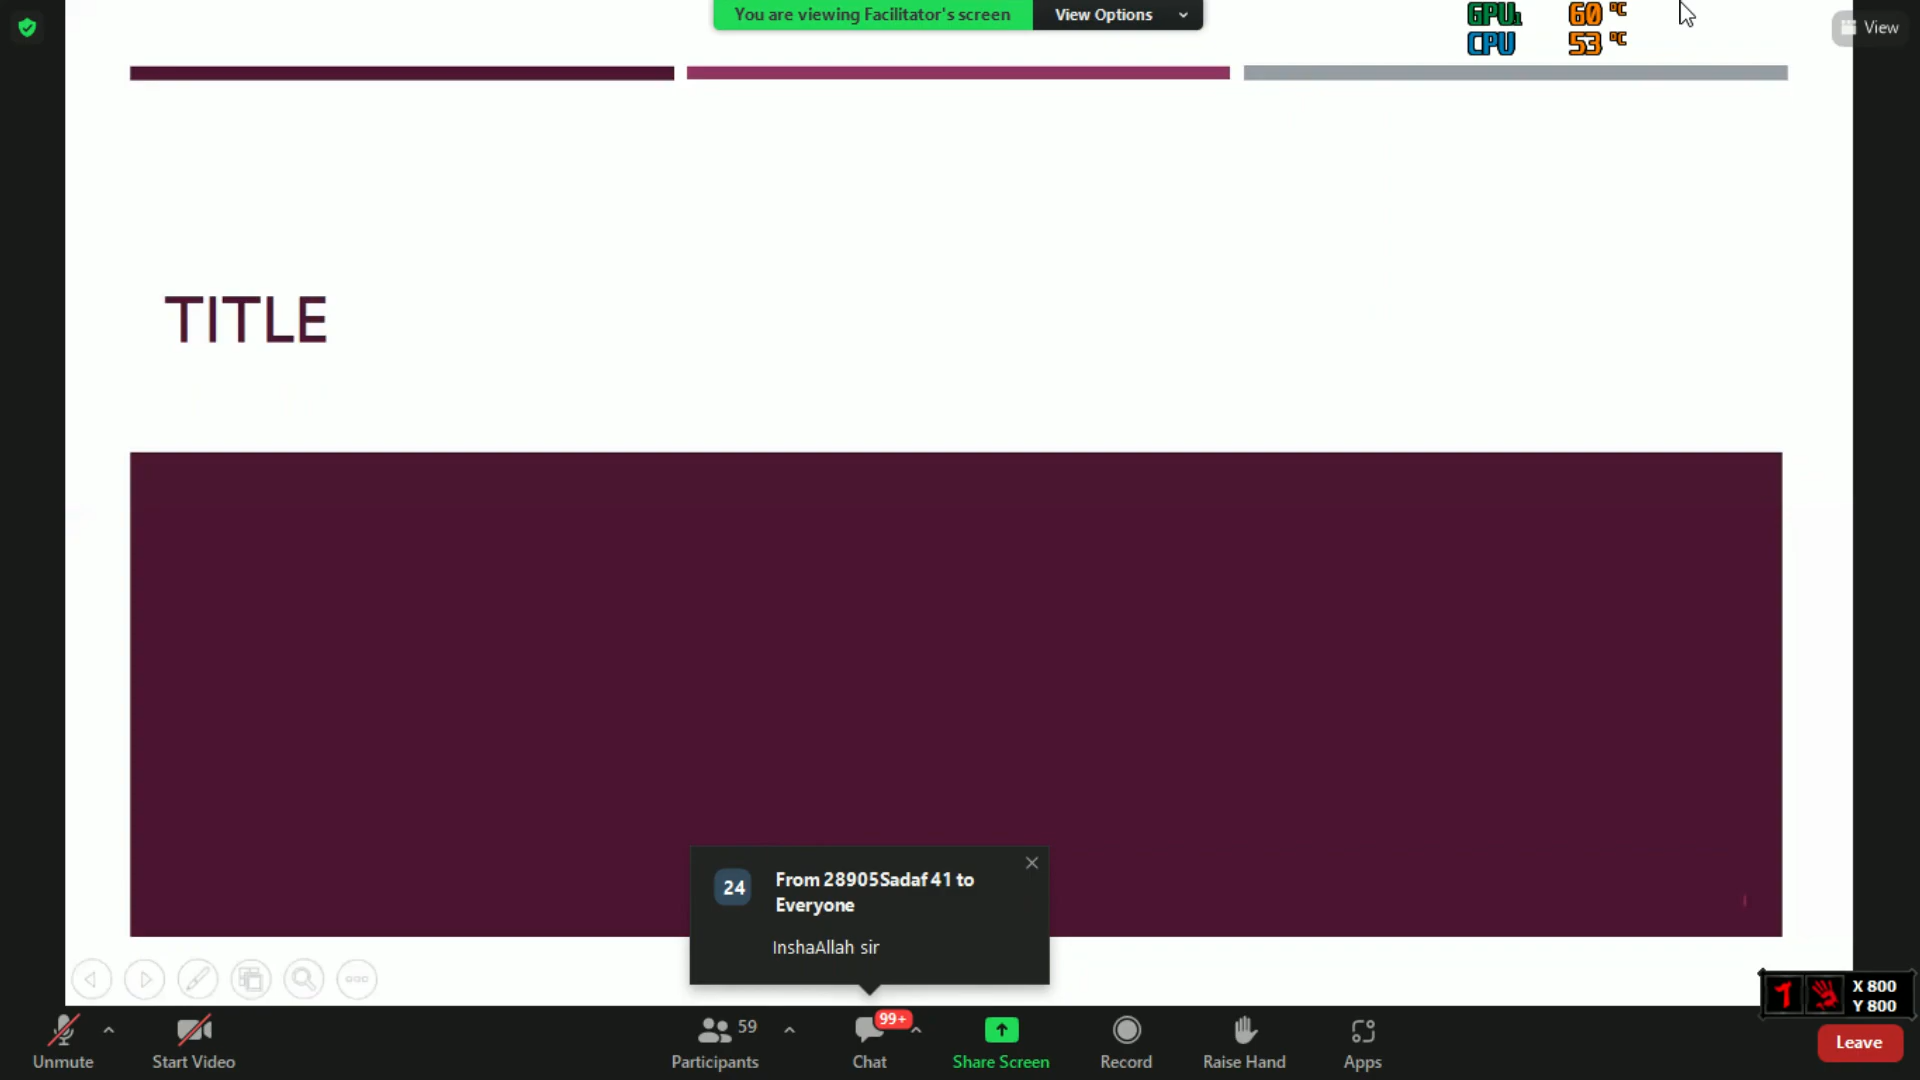 You are viewing Facilitator's screen
View Options
GPU1 60 °C
CPU 53 °C
View
TITLE
24
From 28905Sadaf 41 to
Everyone
InshaAllah sir
X 800
Y 800
Unmute
Start Video
59
Participants
99+
Chat
Share Screen
Record
Raise Hand
Apps
Leave